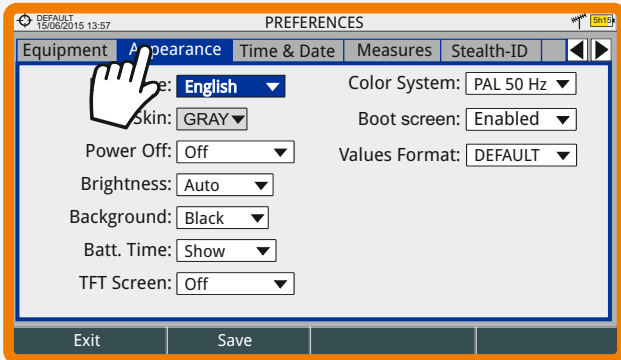 DEFAULT
15/06/2015 13:57
PREFERENCES
5h15
Equipment Appearance Time & Date Measures Stealth-ID
English
Color System: PAL 50 Hz
Skin: GRAY
Boot screen: Enabled
Power Off: Off
Values Format: DEFAULT
Brightness: Auto
Background: Black
Batt. Time: Show
TFT Screen: Off
Exit Save